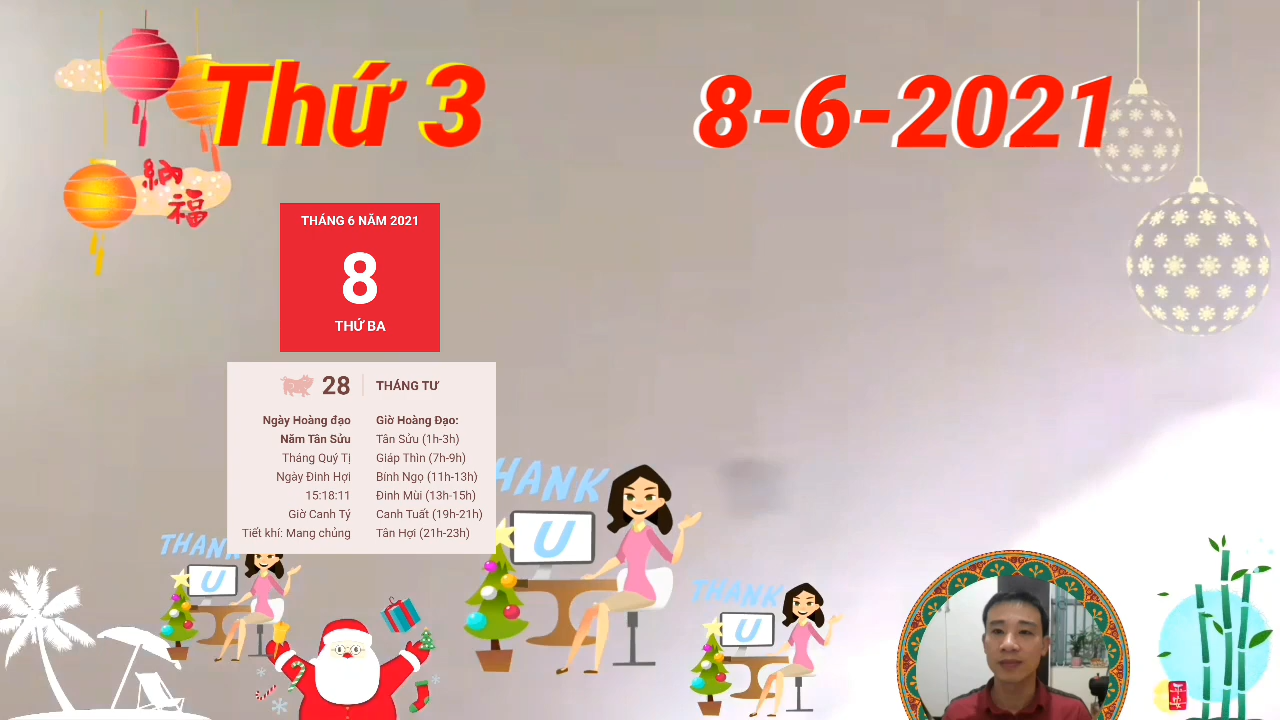 Thứ 3
8-6-2021
納
福
THÁNG 6 NĂM 2021
8
THỨ BA
28
THÁNG TƯ
Ngày Hoàng đạo
Năm Tân Sửu
Tháng Quý Tị
Ngày Đinh Hợi
15:18:11
Giờ Canh Tý
Tiết khí: Mang chủng
Giờ Hoàng Đạo:
Tân Sửu (1h-3h)
Giáp Thìn (7h-9h)
Bính Ngọ (11h-13h)
Đinh Mùi (13h-15h)
Canh Tuất (19h-21h)
Tân Hợi (21h-23h)
HANK
U
THAN
U
THANK
U